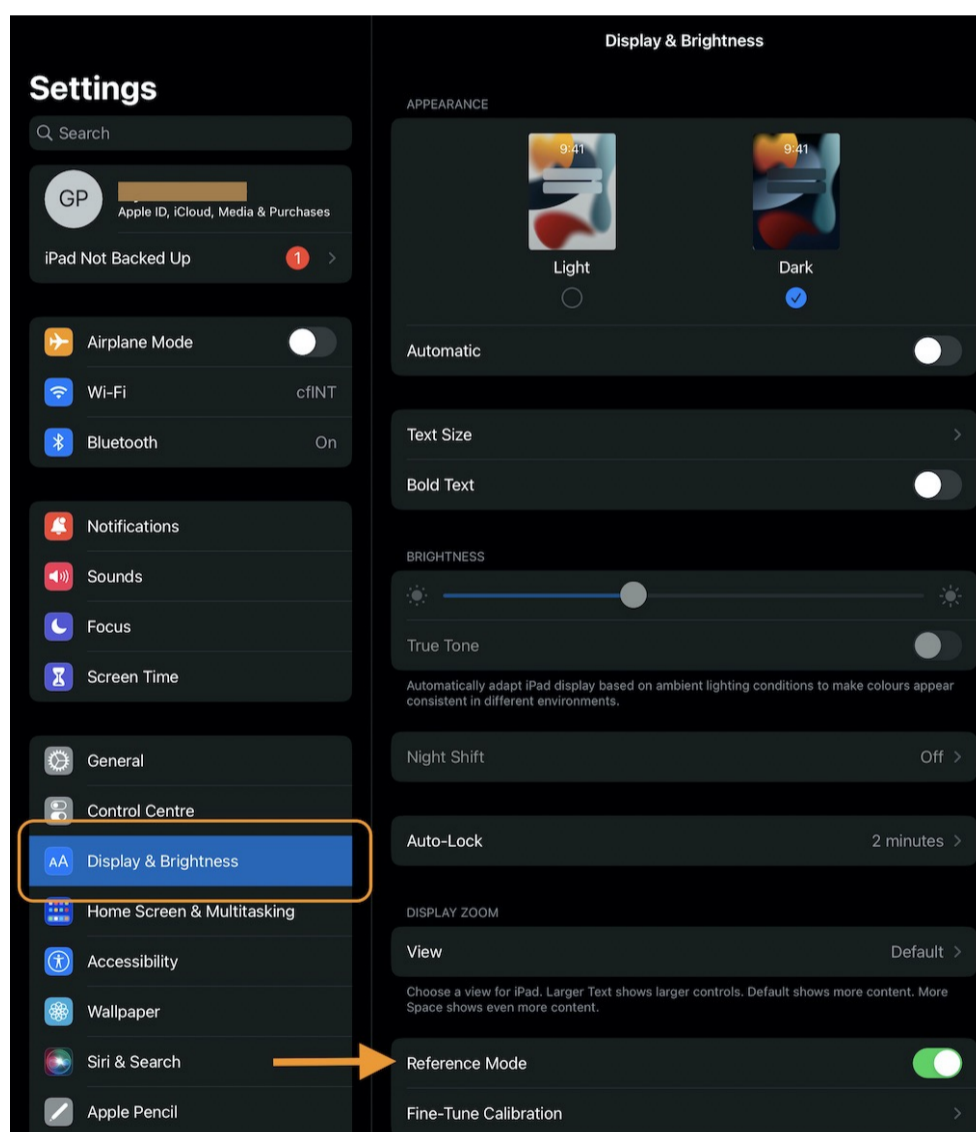 Settings
Search
GP
Apple ID, iCloud, Media & Purchases
iPad Not Backed Up 1
Airplane Mode
Wi-Fi cfINT
Bluetooth On
Notifications
Sounds
Focus
Screen Time
General
Control Centre
AA Display & Brightness
Home Screen & Multitasking
Accessibility
Wallpaper
Siri & Search
Apple Pencil
Display & Brightness
APPEARANCE
9:41 9:41
Light Dark
Automatic
Text Size
Bold Text
BRIGHTNESS
True Tone
Automatically adapt iPad display based on ambient lighting conditions to make colours appear
consistent in different environments.
Night Shift Off
Auto-Lock 2 minutes
DISPLAY ZOOM
View Default
Choose a view for iPad. Larger Text shows larger controls. Default shows more content. More
Space shows even more content.
Reference Mode
Fine-Tune Calibration